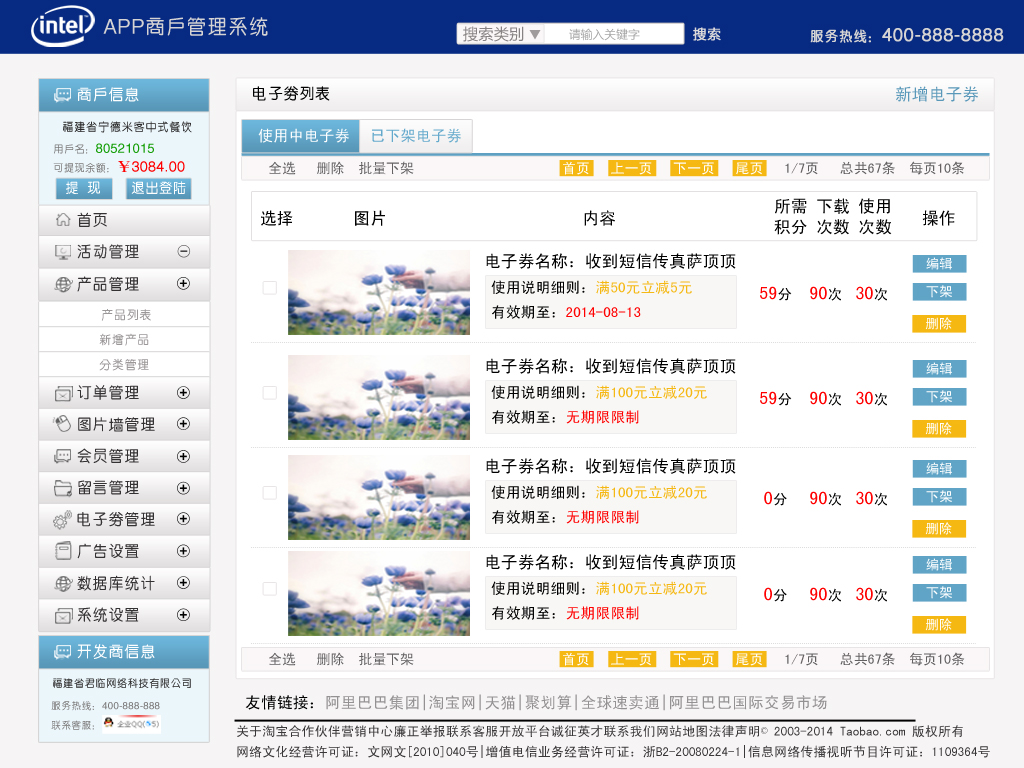 intel APP商戶管理系统
搜索类别▼ 请输入关键字 搜索
服务热线：400-888-8888
商戶信息
福建省宁德米客中式餐饮
用戶名：80521015
可提现余额：￥3084.00
提 现 退出登陆
首页
活动管理
产品管理
产品列表
新增产品
分类管理
订单管理
图片墙管理
会员管理
留言管理
电子劵管理
广告设置
数据库统计
系统设置
开发商信息
福建省君临网络科技有限公司
服务热线：400-888-888
联系客服：企业QQ
电子劵列表 新增电子券
使用中电子券 已下架电子券
全选 删除 批量下架 首页 上一页 下一页 尾页 1/7页 总共67条 每页10条
选择 图片 内容 所需积分 下载次数 使用次数 操作
电子券名称：收到短信传真萨顶顶
使用说明细则：满50元立减5元
有效期至：2014-08-13
59分 90次 30次
编辑
下架
删除
电子券名称：收到短信传真萨顶顶
使用说明细则：满100元立减20元
有效期至：无期限限制
59分 90次 30次
编辑
下架
删除
电子券名称：收到短信传真萨顶顶
使用说明细则：满100元立减20元
有效期至：无期限限制
0分 90次 30次
编辑
下架
删除
电子券名称：收到短信传真萨顶顶
使用说明细则：满100元立减20元
有效期至：无期限限制
0分 90次 30次
编辑
下架
删除
全选 删除 批量下架 首页 上一页 下一页 尾页 1/7页 总共67条 每页10条
友情链接：阿里巴巴集团|淘宝网|天猫|聚划算|全球速卖通|阿里巴巴国际交易市场
关于淘宝合作伙伴营销中心廉正举报联系客服开放平台诚征英才联系我们网站地图法律声明© 2003-2014 Taobao.com 版权所有
网络文化经营许可证：文网文[2010]040号|增值电信业务经营许可证：浙B2-20080224-1|信息网络传播视听节目许可证：1109364号